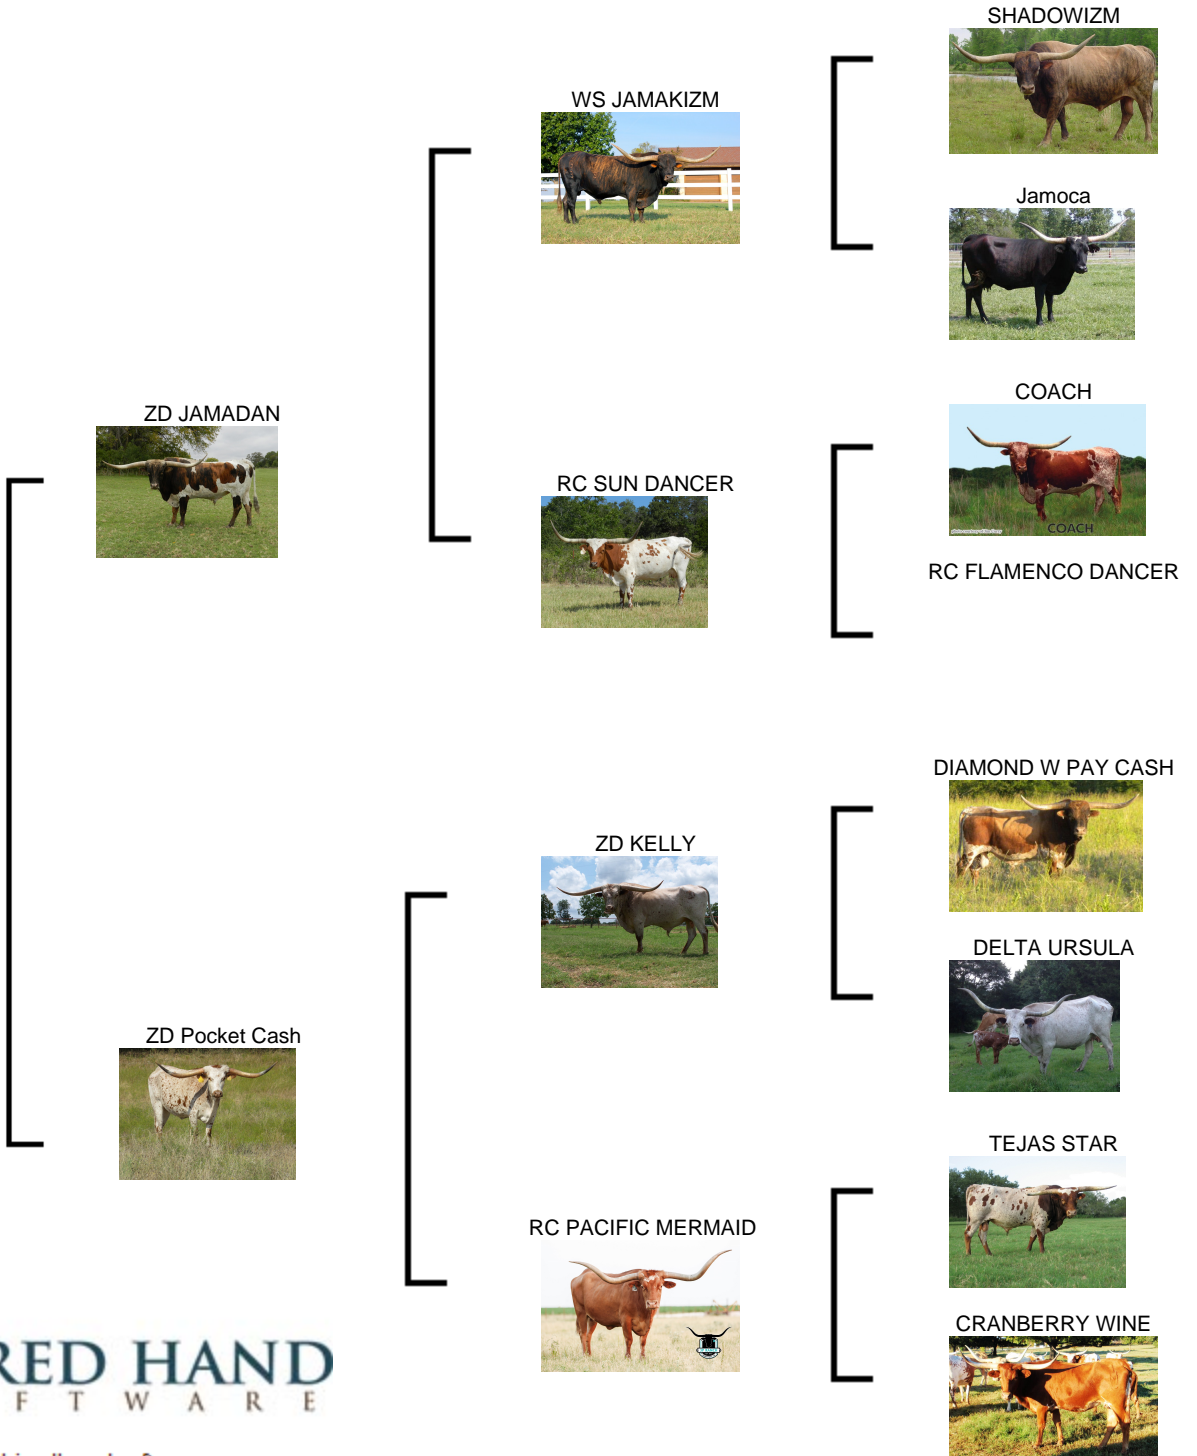 SHADOWIZM
WS JAMAKIZM
Jamoca
COACH
COACH
ZD JAMADAN
RC SUN DANCER
RC FLAMENCO DANCER
DIAMOND W PAY CASH
ZD KELLY
DELTA URSULA
ZD Pocket Cash
TEJAS STAR
RC PACIFIC MERMAID
CRANBERRY WINE
RED HAND
F T W A R E